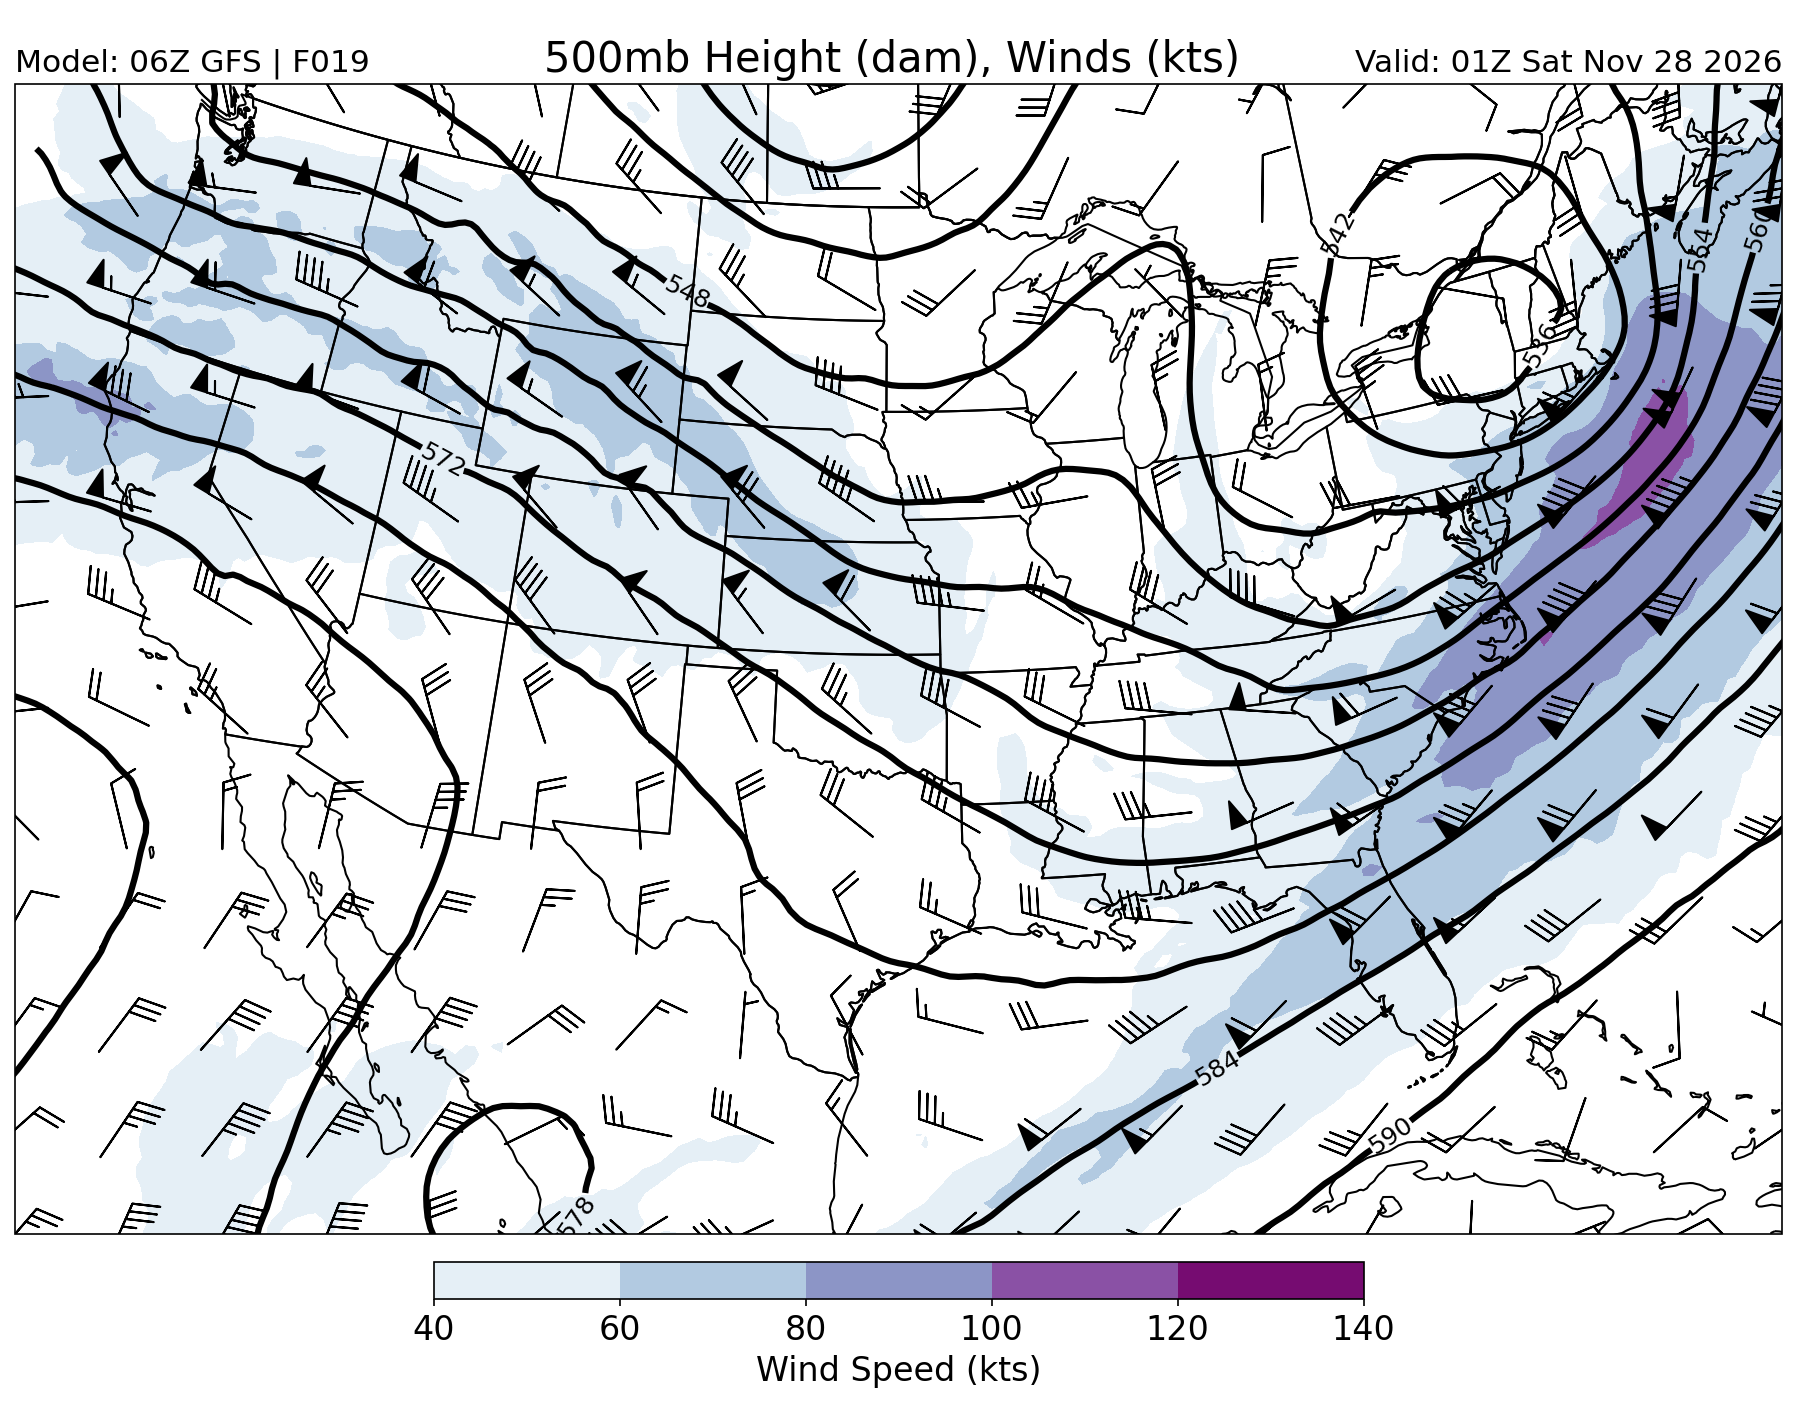 Model: 06Z GFS | F019
500mb Height (dam), Winds (kts)
Valid: 01Z Sat Nov 28 2026
542
554
560
548
536
572
584
590
578
40 60 80 100 120 140
Wind Speed (kts)